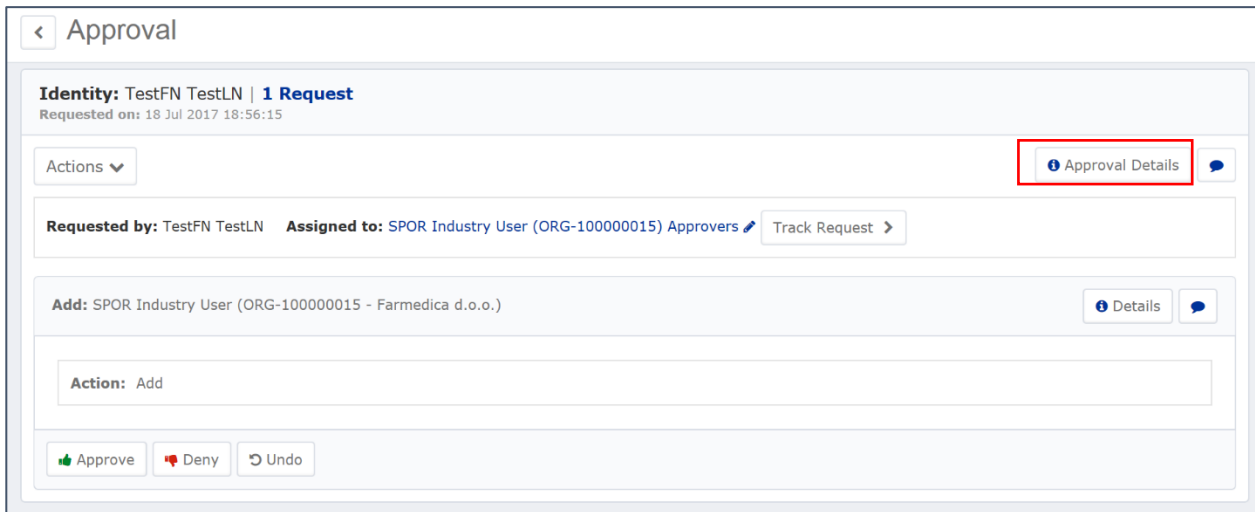 Approval
Identity: TestFN TestLN | 1 Request
Requested on: 18 Jul 2017 18:56:15
Actions
Approval Details
Requested by: TestFN TestLN Assigned to: SPOR Industry User (ORG-100000015) Approvers Track Request
Add: SPOR Industry User (ORG-100000015 - Farmedica d.o.o.)
Details
Action: Add
Approve Deny Undo